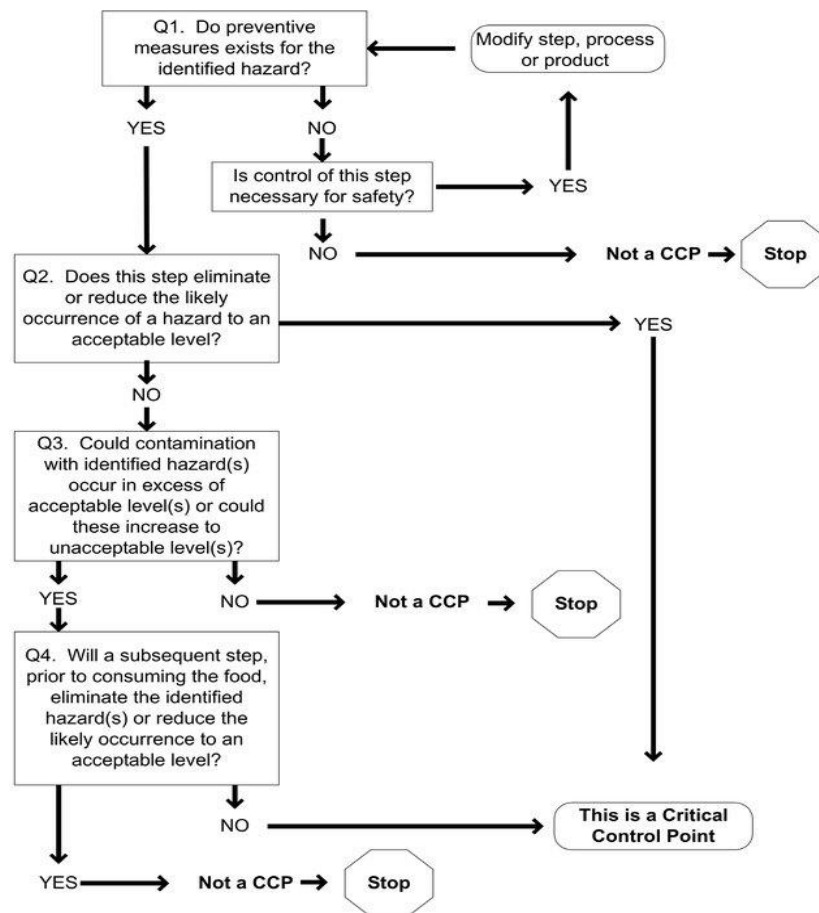 Q1. Do preventive
measures exists for the
identified hazard?
Modify step, process
or product
YES
NO
Is control of this step
necessary for safety?
YES
NO
Not a CCP
Stop
Q2. Does this step eliminate
or reduce the likely
occurrence of a hazard to an
acceptable level?
YES
NO
Q3. Could contamination
with identified hazard(s)
occur in excess of
acceptable level(s) or could
these increase to
unacceptable level(s)?
YES
NO
Not a CCP
Stop
Q4. Will a subsequent step,
prior to consuming the food,
eliminate the identified
hazard(s) or reduce the
likely occurrence to an
acceptable level?
NO
This is a Critical
Control Point
YES
Not a CCP
Stop